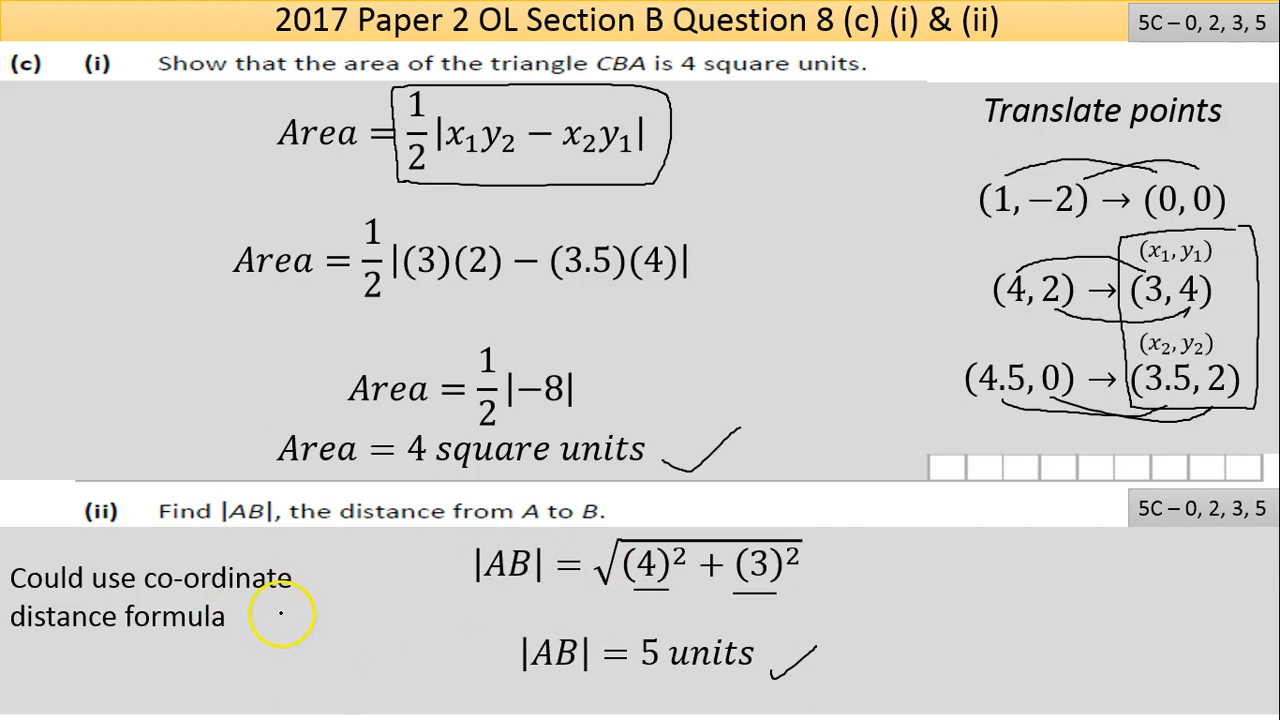 2017 Paper 2 OL Section B Question 8 (c) (i) & (ii)
5C – 0, 2, 3, 5
(c) (i) Show that the area of the triangle CBA is 4 square units.
Area = 1/2 |x₁y₂ − x₂y₁|
Area = 1/2 |(3)(2) − (3.5)(4)|
Area = 1/2 |−8|
Area = 4 square units
Translate points
(1, −2) → (0, 0)
(x₁, y₁)
(4, 2) → (3, 4)
(x₂, y₂)
(4.5, 0) → (3.5, 2)
(ii) Find |AB|, the distance from A to B.
5C – 0, 2, 3, 5
Could use co-ordinate
distance formula
|AB| = √(4)² + (3)²
|AB| = 5 units